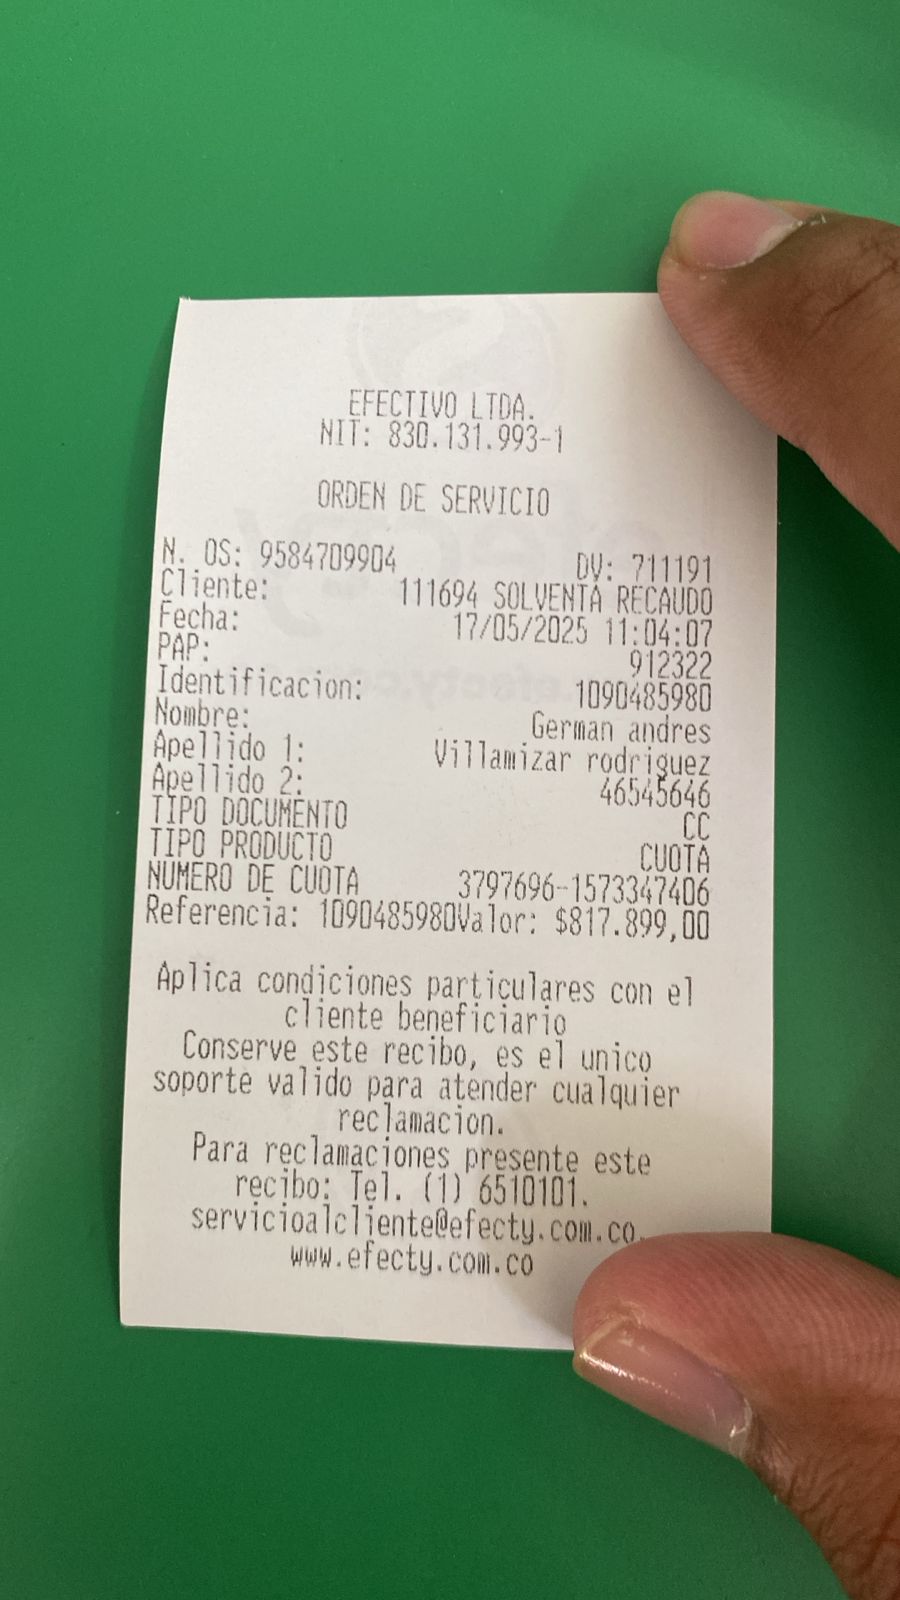 EFECTIVO LTDA.
NIT: 830.131.993-1
ORDEN DE SERVICIO
N. OS: 9584709904 DV: 711191
Cliente: 111694 SOLVENTA RECAUDO
Fecha: 17/05/2025 11:04:07
PAP: 912322
Identificacion: 1090485980
Nombre: German andres
Apellido 1: Villamizar rodriguez
Apellido 2: 46545646
TIPO DOCUMENTO CC
TIPO PRODUCTO CUOTA
NUMERO DE CUOTA 3797696-1573347406
Referencia: 1090485980Valor: $817.899,00
Aplica condiciones particulares con el
cliente beneficiario
Conserve este recibo, es el unico
soporte valido para atender cualquier
reclamacion.
Para reclamaciones presente este
recibo: Tel. (1) 6510101.
servicioalcliente@efecty.com.co.
www.efecty.com.co